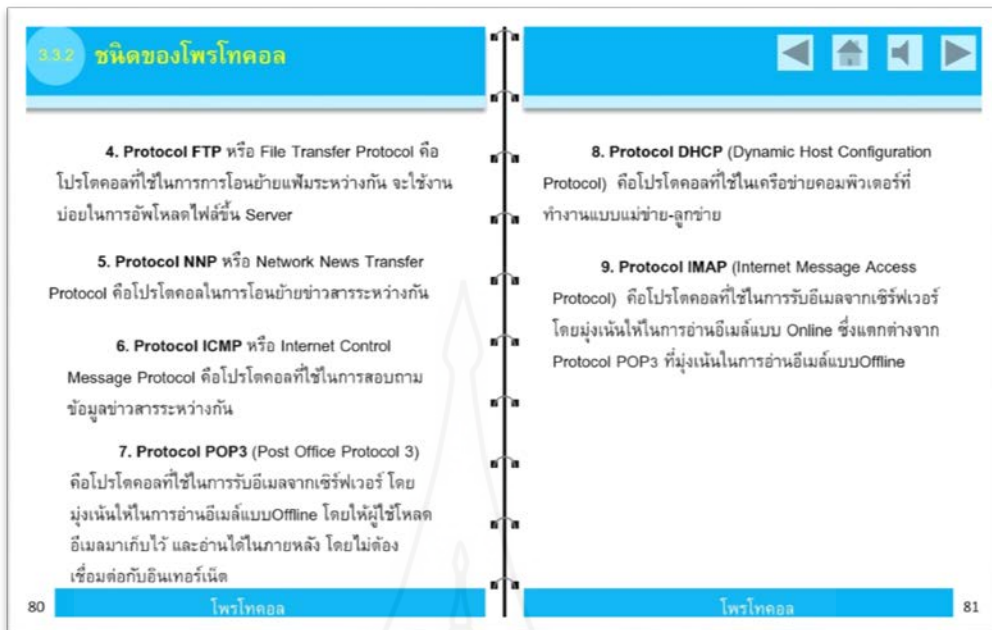 3.3.2 ชนิดของโพรโทคอล
4. Protocol FTP หรือ File Transfer Protocol คือ
โปรโตคอลที่ใช้ในการการโอนย้ายแฟ้มระหว่างกัน จะใช้งาน
บ่อยในการอัพโหลดไฟล์ขึ้น Server
5. Protocol NNP หรือ Network News Transfer
Protocol คือโปรโตคอลในการโอนย้ายข่าวสารระหว่างกัน
6. Protocol ICMP หรือ Internet Control
Message Protocol คือโปรโตคอลที่ใช้ในการสอบถาม
ข้อมูลข่าวสารระหว่างกัน
7. Protocol POP3 (Post Office Protocol 3)
คือโปรโตคอลที่ใช้ในการรับอีเมลจากเซิร์ฟเวอร์ โดย
มุ่งเน้นให้ในการอ่านอีเมล์แบบOffline โดยให้ผู้ใช้โหลด
อีเมลมาเก็บไว้ และอ่านได้ในภายหลัง โดยไม่ต้อง
เชื่อมต่อกับอินเทอร์เน็ต
80 โพรโทคอล
8. Protocol DHCP (Dynamic Host Configuration
Protocol) คือโปรโตคอลที่ใช้ในเครือข่ายคอมพิวเตอร์ที่
ทำงานแบบแม่ข่าย-ลูกข่าย
9. Protocol IMAP (Internet Message Access
Protocol) คือโปรโตคอลที่ใช้ในการรับอีเมลจากเซิร์ฟเวอร์
โดยมุ่งเน้นให้ในการอ่านอีเมล์แบบ Online ซึ่งแตกต่างจาก
Protocol POP3 ที่มุ่งเน้นในการอ่านอีเมล์แบบOffline
โพรโทคอล 81